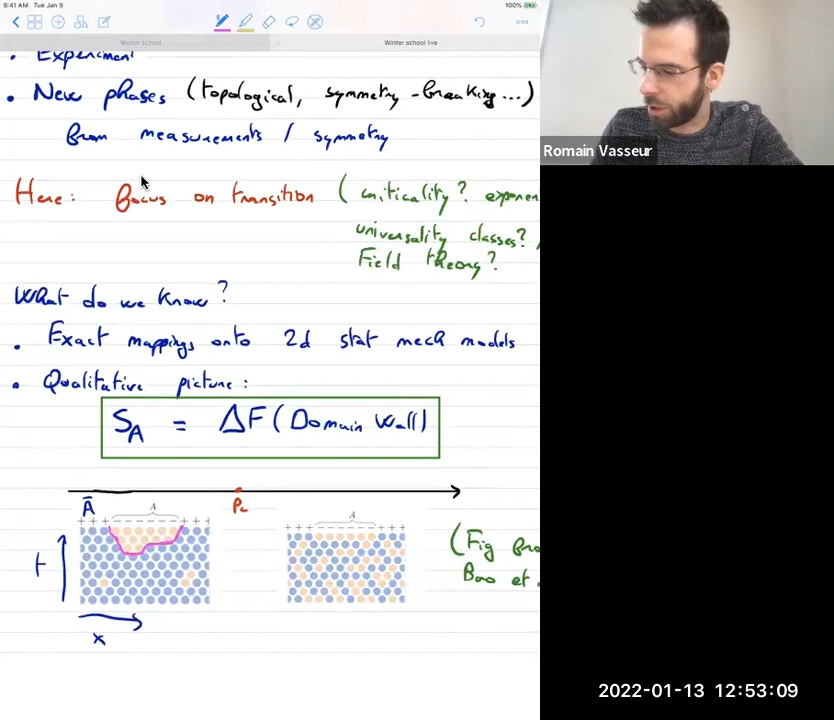 9:41 AM Tue Jan 9
100%
Winter school
Winter school live
• Experiment
• New phases (topological, symmetry-breaking...)
from measurements / symmetry
Here: focus on transition (criticality?
universality classes?
Field theory?
What do we know?
• Exact mappings onto 2d stat mech models
• Qualitative picture:
S_A = ΔF (Domain Wall)
Ā
Pc
A
+ + +
+ + +
A
+ + +
+ + + +
(Fig
Bao et
t
x
Romain Vasseur
2022-01-13 12:53:09